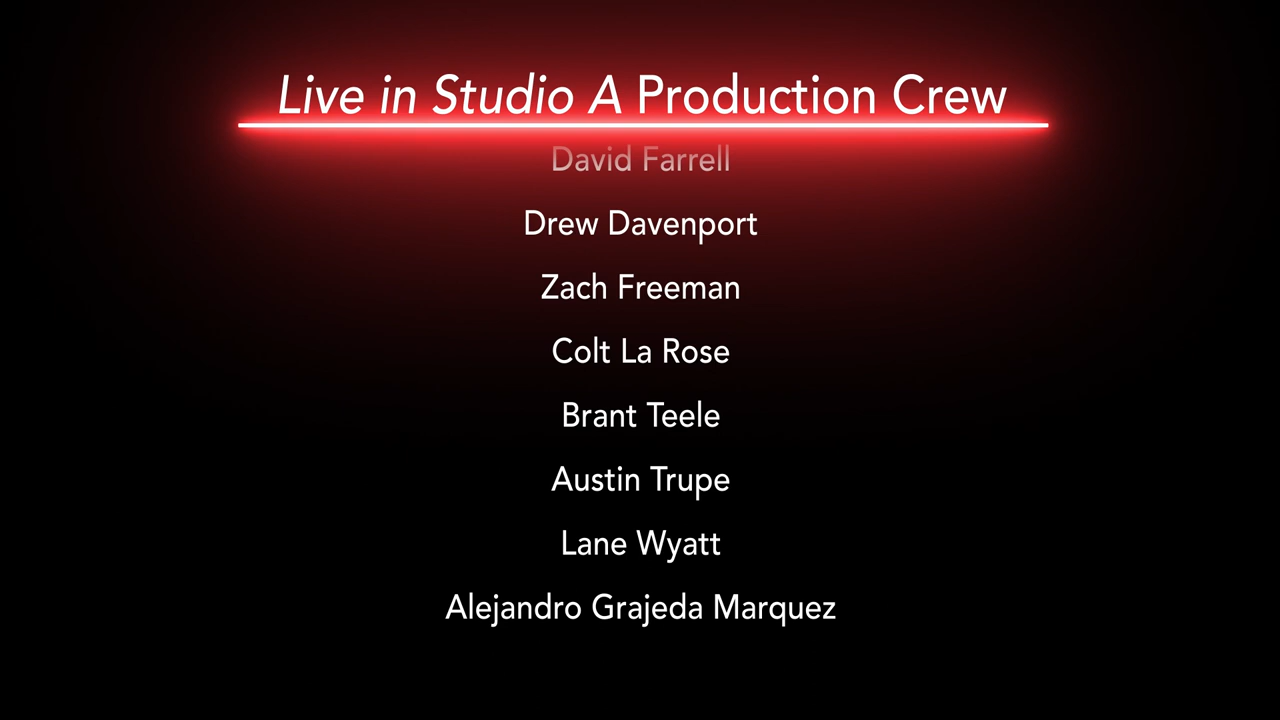 Live in Studio A Production Crew
David Farrell
Drew Davenport
Zach Freeman
Colt La Rose
Brant Teele
Austin Trupe
Lane Wyatt
Alejandro Grajeda Marquez